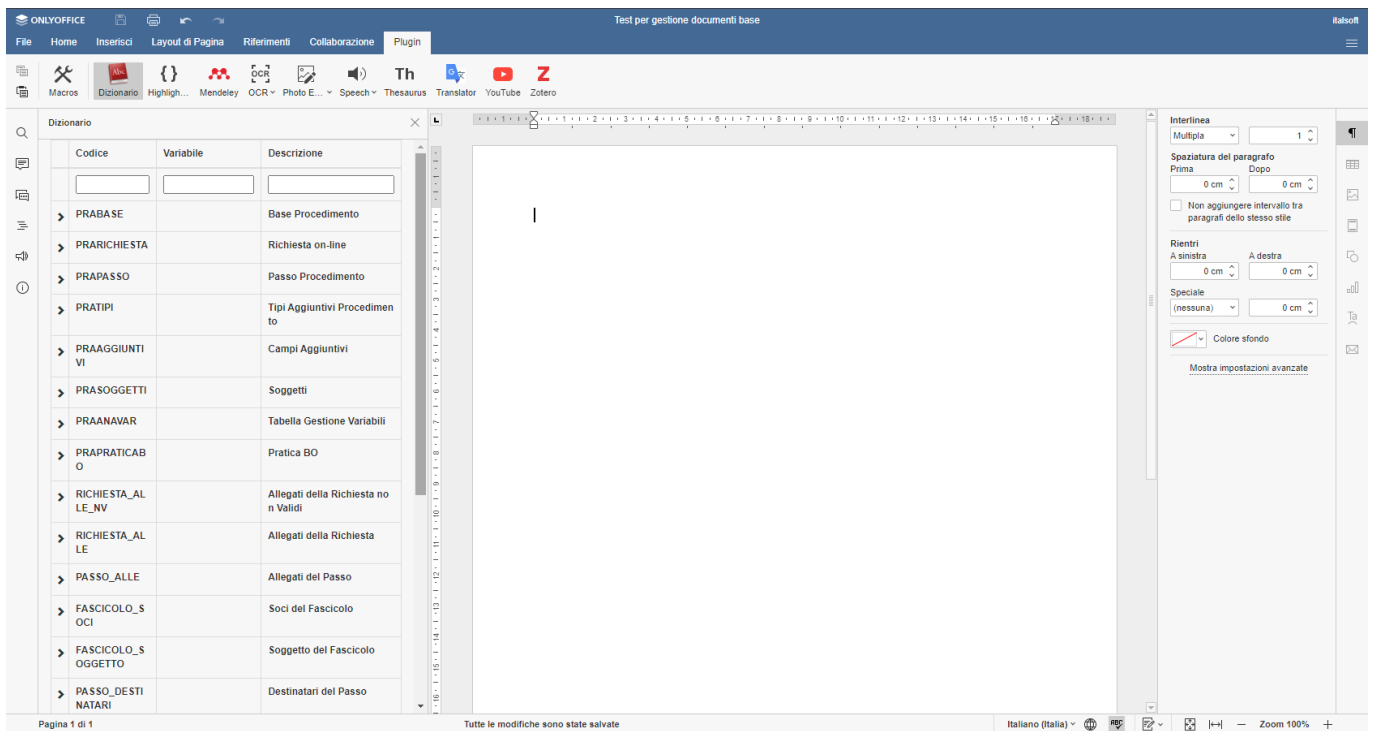 ONLYOFFICE
Test per gestione documenti base
italsoft
File Home Inserisci Layout di Pagina Riferimenti Collaborazione Plugin
Macros Dizionario Highligh... Mendeley OCR Photo E... Speech Thesaurus Translator YouTube Zotero
Dizionario
Codice Variabile Descrizione
PRABASE Base Procedimento
PRARICHIESTA Richiesta on-line
PRAPASSO Passo Procedimento
PRATIPI Tipi Aggiuntivi Procedimen
to
PRAAGGIUNTI Campi Aggiuntivi
VI
PRASOGGETTI Soggetti
PRAANAVAR Tabella Gestione Variabili
PRAPRATICAB Pratica BO
O
RICHIESTA_AL Allegati della Richiesta no
LE_NV n Validi
RICHIESTA_AL Allegati della Richiesta
LE
PASSO_ALLE Allegati del Passo
FASCICOLO_S Soci del Fascicolo
OCI
FASCICOLO_S Soggetto del Fascicolo
OGGETTO
PASSO_DESTI Destinatari del Passo
NATARI
Interlinea
Multipla 1
Spaziatura del paragrafo
Prima Dopo
0 cm 0 cm
Non aggiungere intervallo tra
paragrafi dello stesso stile
Rientri
A sinistra A destra
0 cm 0 cm
Speciale
(nessuna) 0 cm
Colore sfondo
Mostra impostazioni avanzate
Pagina 1 di 1 Tutte le modifiche sono state salvate Italiano (Italia) Zoom 100%